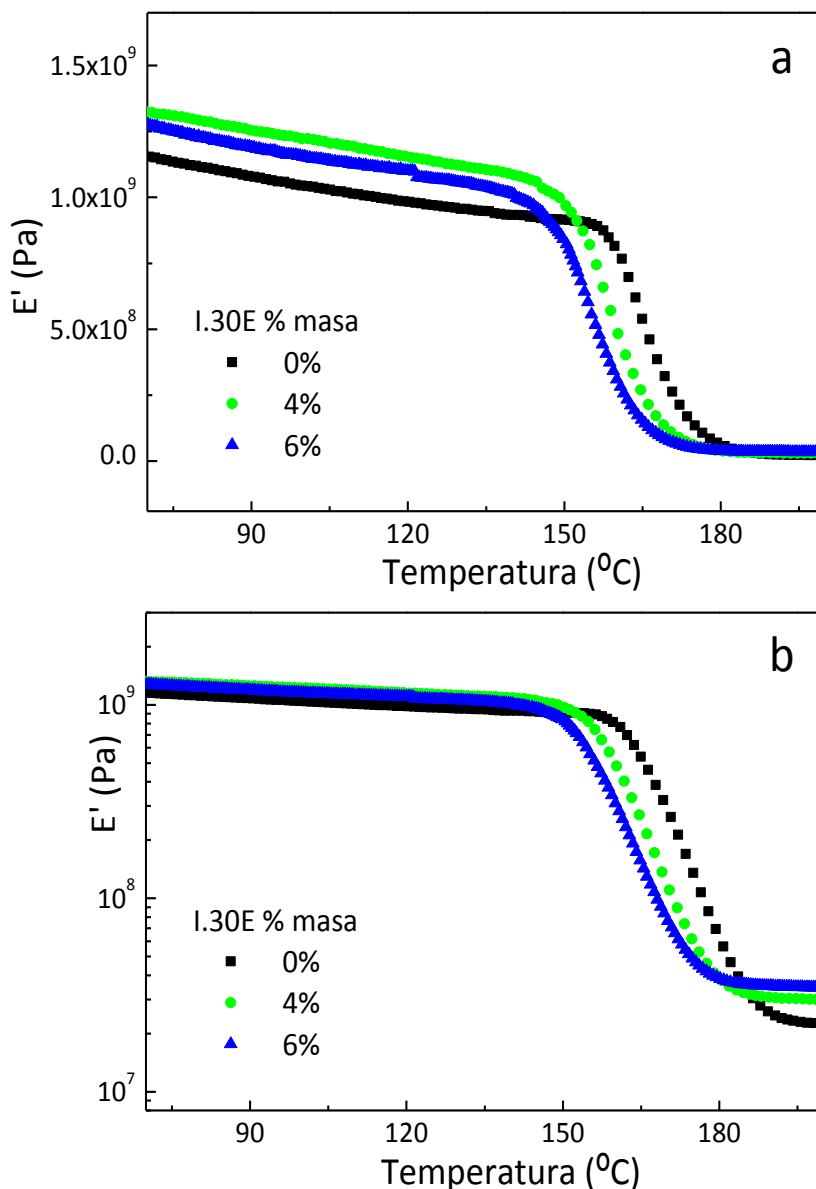 a
1.5x10⁹
1.0x10⁹
5.0x10⁸
0.0
E' (Pa)
I.30E % masa
0%
4%
6%
90 120 150 180
Temperatura (⁰C)
b
10⁹
10⁸
10⁷
E' (Pa)
I.30E % masa
0%
4%
6%
90 120 150 180
Temperatura (⁰C)